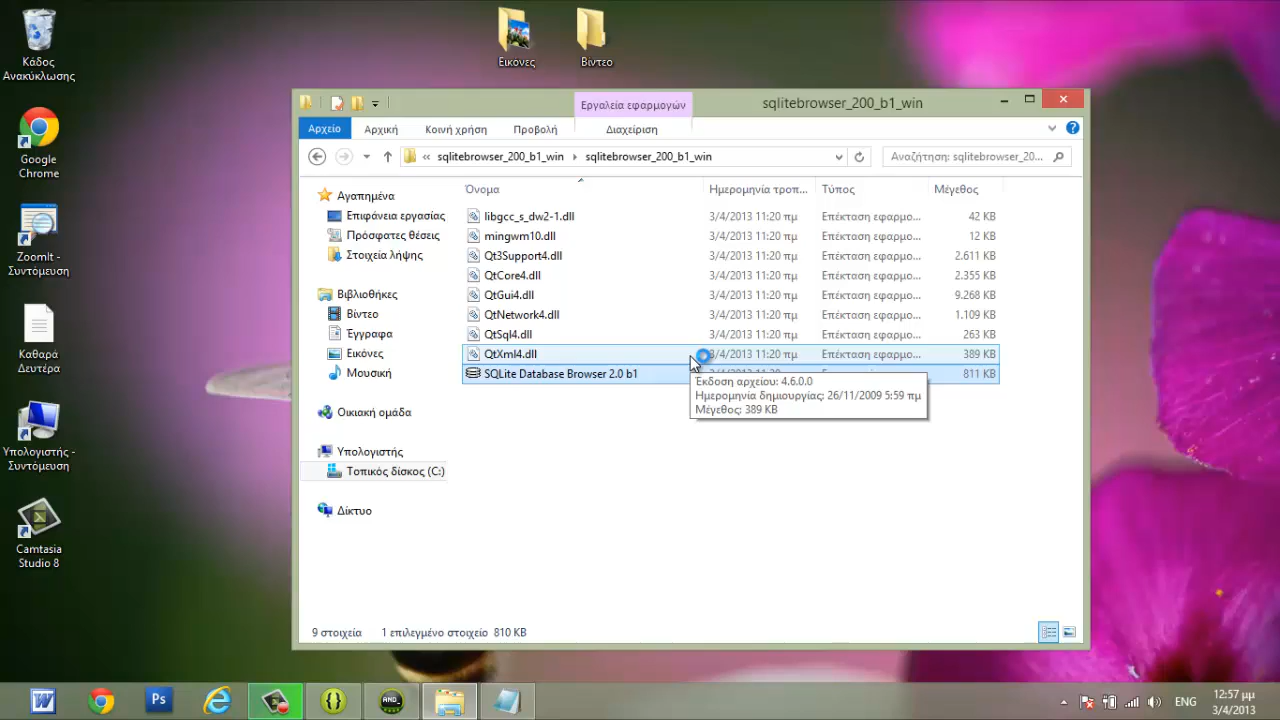 Κάδος
Ανακύκλωσης
Google
Chrome
ZoomIt -
Συντόμευση
Καθαρά
Δευτέρα
Υπολογιστής -
Συντόμευση
Camtasia
Studio 8
Εικόνες
Βιντεο
Εργαλεία εφαρμογών
sqlitebrowser_200_b1_win
Αρχείο
Αρχική
Κοινή χρήση
Προβολή
Διαχείριση
« sqlitebrowser_200_b1_win
sqlitebrowser_200_b1_win
Αναζήτηση: sqlitebrowser_20...
Αγαπημένα
Επιφάνεια εργασίας
Πρόσφατες θέσεις
Στοιχεία λήψης
Βιβλιοθήκες
Βίντεο
Έγγραφα
Εικόνες
Μουσική
Οικιακή ομάδα
Υπολογιστής
Τοπικός δίσκος (C:)
Δίκτυο
Όνομα Ημερομηνία τροπ... Τύπος Μέγεθος
libgcc_s_dw2-1.dll 3/4/2013 11:20 πμ Επέκταση εφαρμο... 42 KB
mingwm10.dll 3/4/2013 11:20 πμ Επέκταση εφαρμο... 12 KB
Qt3Support4.dll 3/4/2013 11:20 πμ Επέκταση εφαρμο... 2.611 KB
QtCore4.dll 3/4/2013 11:20 πμ Επέκταση εφαρμο... 2.355 KB
QtGui4.dll 3/4/2013 11:20 πμ Επέκταση εφαρμο... 9.268 KB
QtNetwork4.dll 3/4/2013 11:20 πμ Επέκταση εφαρμο... 1.109 KB
QtSql4.dll 3/4/2013 11:20 πμ Επέκταση εφαρμο... 263 KB
QtXml4.dll 3/4/2013 11:20 πμ Επέκταση εφαρμο... 389 KB
SQLite Database Browser 2.0 b1 811 KB
Έκδοση αρχείου: 4.6.0.0
Ημερομηνία δημιουργίας: 26/11/2009 5:59 πμ
Μέγεθος: 389 KB
9 στοιχεία 1 επιλεγμένο στοιχείο 810 KB
W
Ps
AND_
ENG
12:57 μμ
3/4/2013